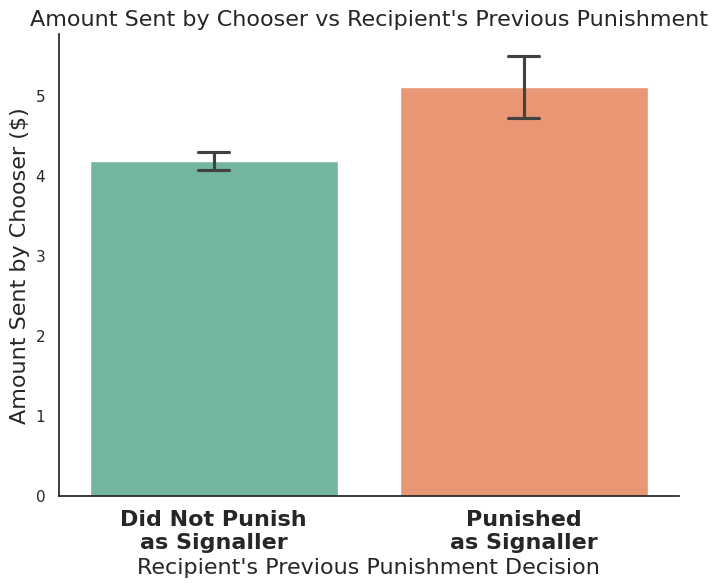 Amount Sent by Chooser vs Recipient's Previous Punishment
Amount Sent by Chooser ($)
5
4
3
2
1
0
Did Not Punish
as Signaller
Punished
as Signaller
Recipient's Previous Punishment Decision